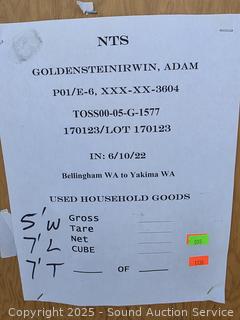 NTS
GOLDENSTEINIRWIN, ADAM
P01/E-6, XXX-XX-3604
TOSS00-05-G-1577
170123/LOT 170123
IN: 6/10/22
Bellingham WA to Yakima WA
USED HOUSEHOLD GOODS
5' W Gross
Tare
7' L Net
CUBE
7' T ___ OF ___
Copyright © 2025 - Sound Auction Service